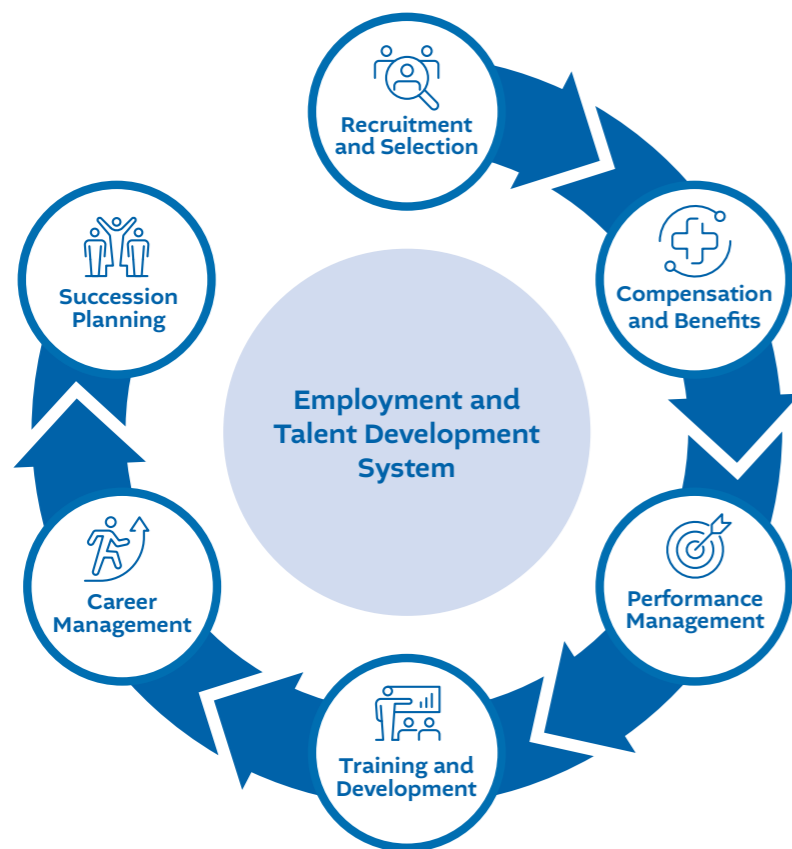 Recruitment
and Selection
Compensation
and Benefits
Performance
Management
Training and
Development
Career
Management
Succession
Planning
Employment and
Talent Development
System